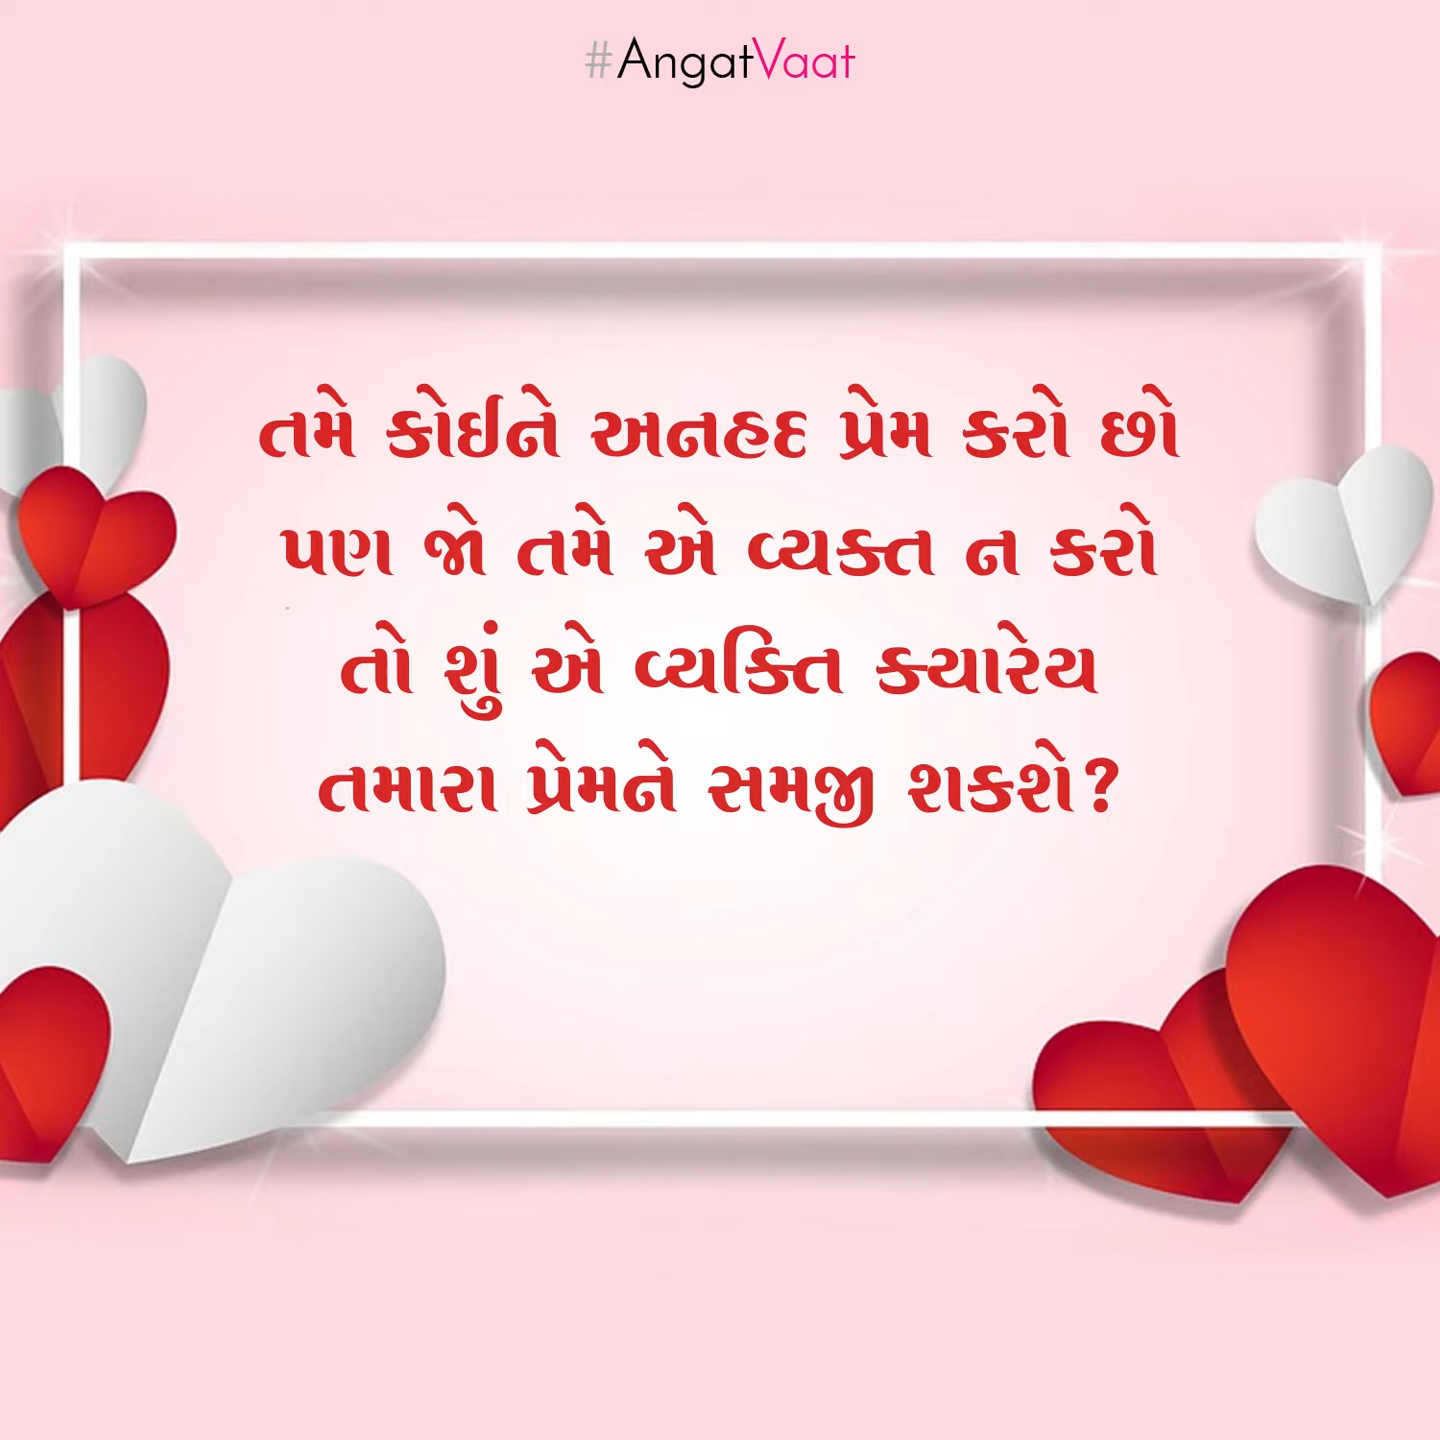 #AngatVaat
તમે કોઈને અનહદ પ્રેમ કરો છો
પણ જો તમે એ વ્યક્ત ન કરો
તો શું એ વ્યક્તિ ક્યારેય
તમારા પ્રેમને સમજી શકશે?